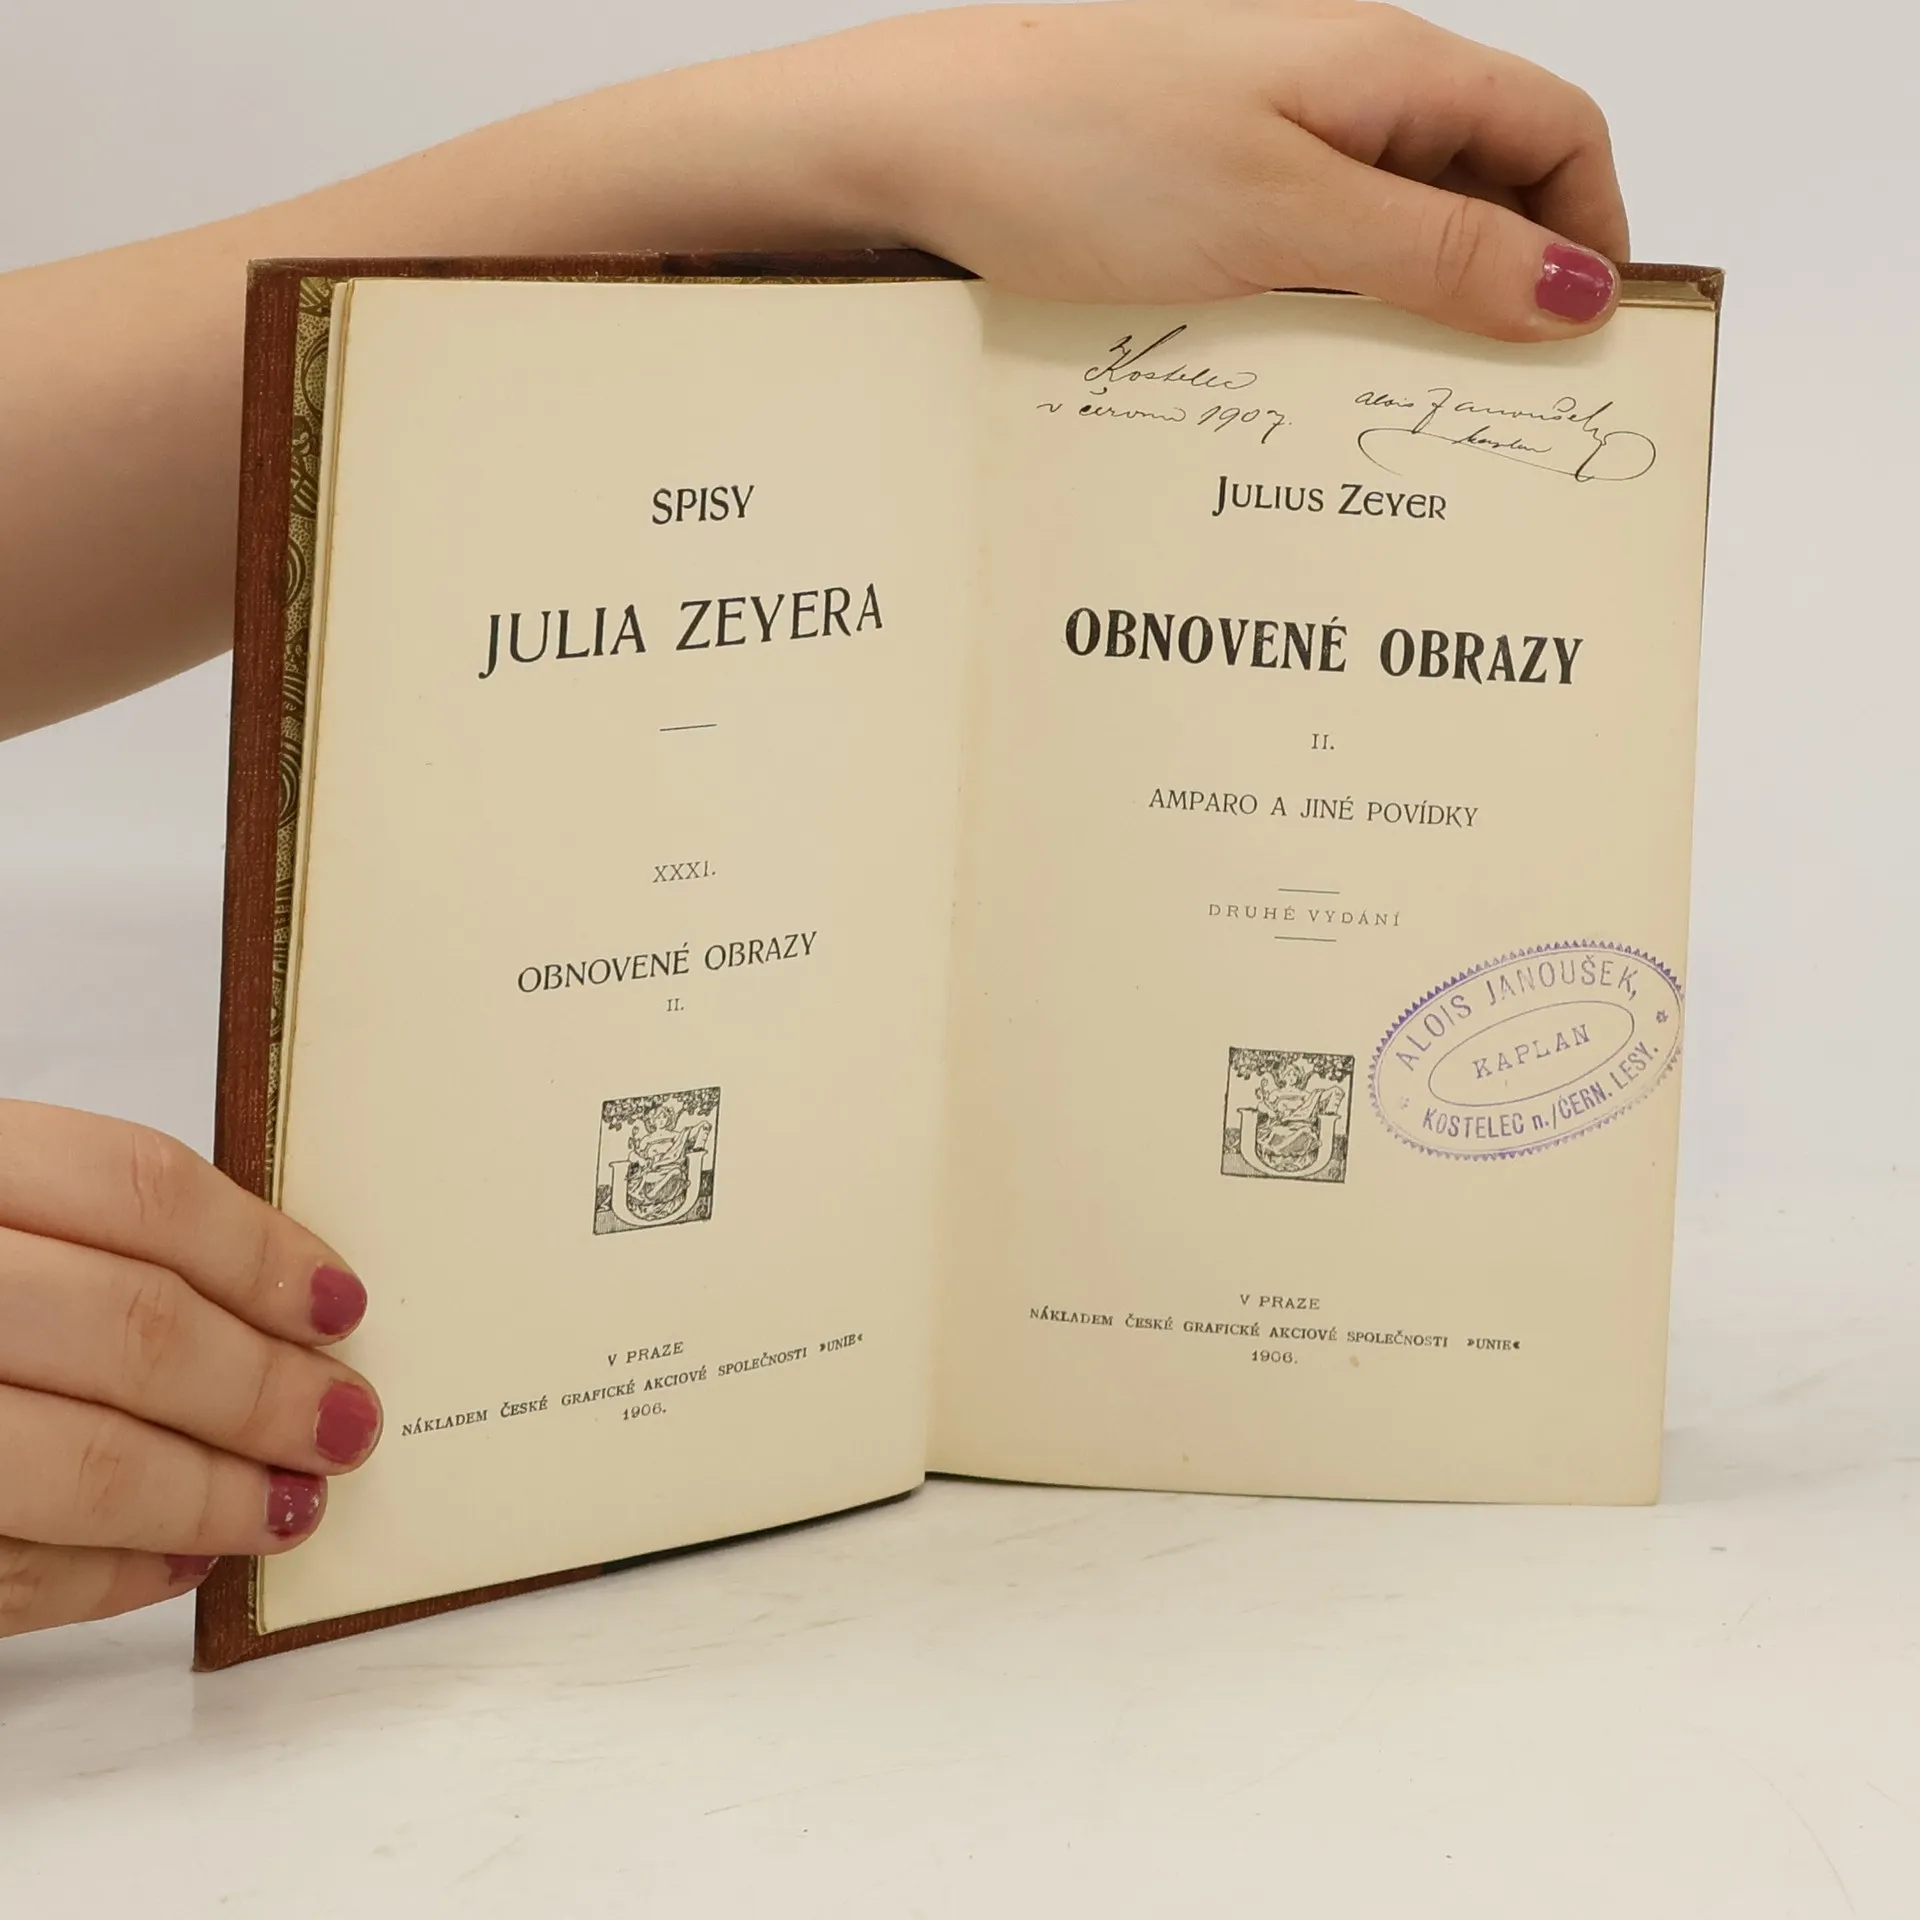 SPISY
JULIA ZEYERA
XXXI.
OBNOVENÉ OBRAZY
II.
V PRAZE
NÁKLADEM ČESKÉ GRAFICKÉ AKCIOVÉ SPOLEČNOSTI »UNIE«
1906.
Kostelec
v červnu 1907.
Alois Janoušek
kaplan
JULIUS ZEYER
OBNOVENÉ OBRAZY
II.
AMPARO A JINÉ POVÍDKY
DRUHÉ VYDÁNÍ
ALOIS JANOUŠEK,
KAPLAN
KOSTELEC n./ČERN. LESY.
V PRAZE
NÁKLADEM ČESKÉ GRAFICKÉ AKCIOVÉ SPOLEČNOSTI »UNIE«
1906.